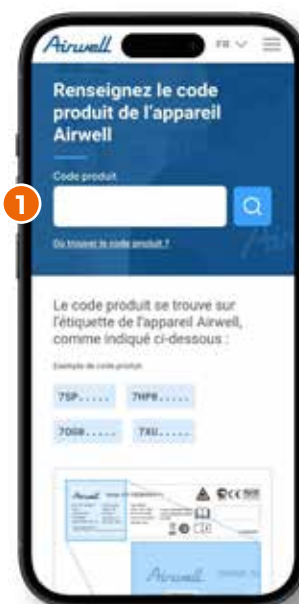 Airwell
FR
Renseignez le code
produit de l'appareil
Airwell
Code produit
1
Où trouver le code produit ?
Le code produit se trouve sur
l'étiquette de l'appareil Airwell,
comme indiqué ci-dessous :
Exemple de code produit
7SP..... 7HPR.....
7OGB..... 7XU.....
Airwell
Airwell